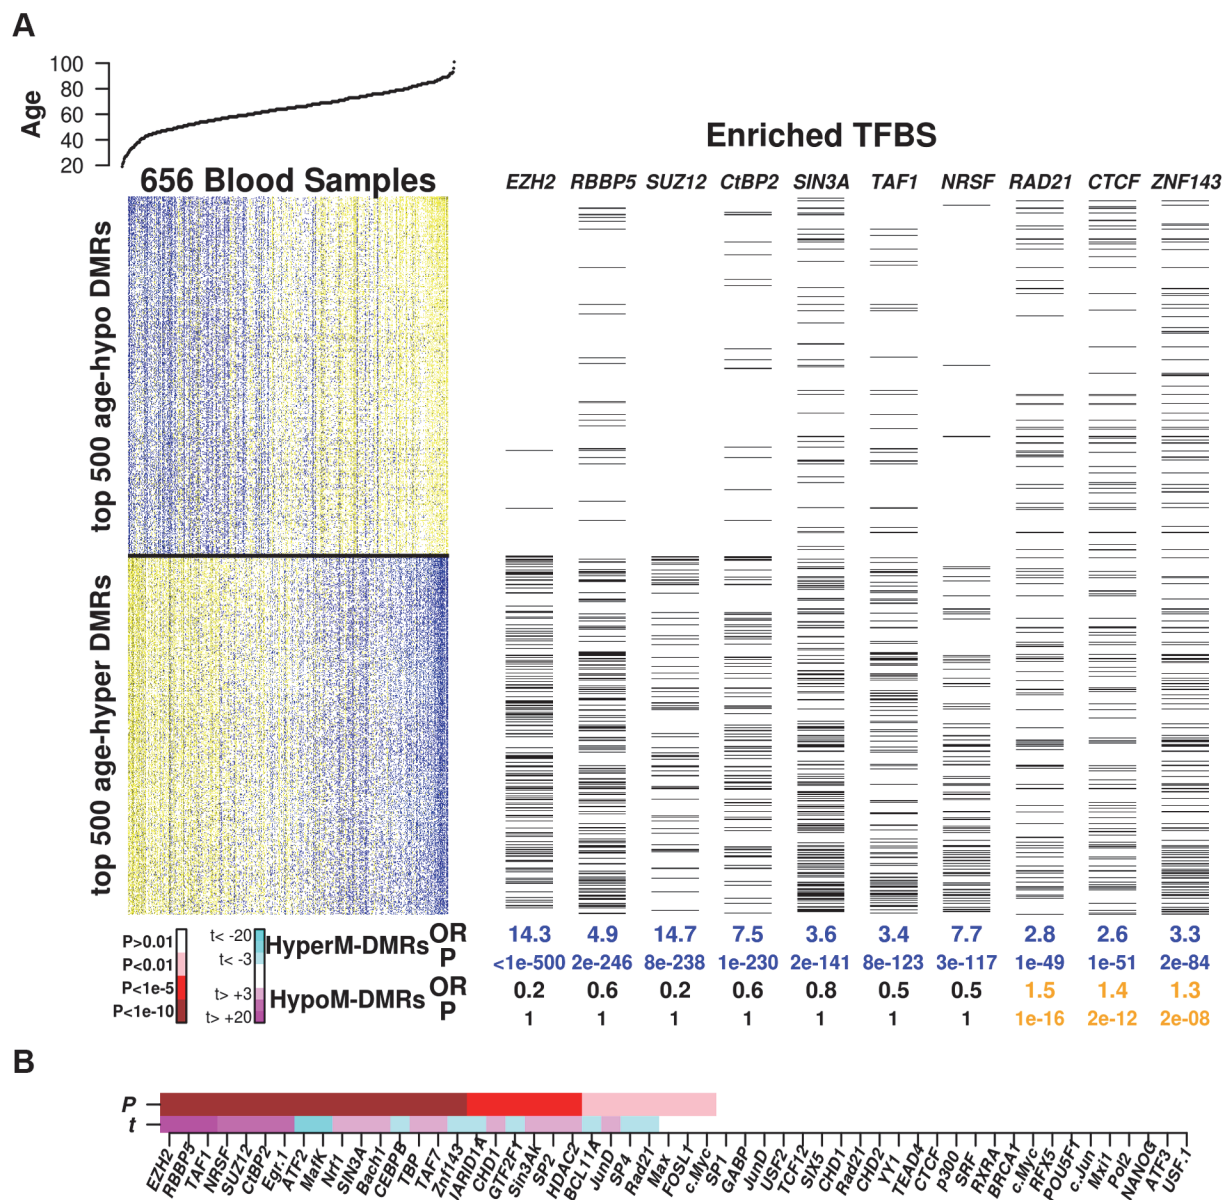 A
Age
100
80
60
40
20
656 Blood Samples
Enriched TFBS
EZH2 RBBP5 SUZ12 CtBP2 SIN3A TAF1 NRSF RAD21 CTCF ZNF143
top 500 age-hypo DMRs
top 500 age-hyper DMRs
P>0.01
P<0.01
P<1e-5
P<1e-10
t< -20
t< -3
t> +3
t> +20
HyperM-DMRs
OR 14.3 4.9 14.7 7.5 3.6 3.4 7.7 2.8 2.6 3.3
P <1e-500 2e-246 8e-238 1e-230 2e-141 8e-123 3e-117 1e-49 1e-51 2e-84
HypoM-DMRs
OR 0.2 0.6 0.2 0.6 0.8 0.5 0.5 1.5 1.4 1.3
P 1 1 1 1 1 1 1 1e-16 2e-12 2e-08
B
P
t
EZH2
RBBP5
TAF1
NRSF
SUZ12
CtBP2
Egr.1
ATF2
MafK
Nrf1
SIN3A
Bach1
CEBPB
TBP
TAF7
Znf143
JARID1A
CHD1
GTF2F1
Sin3Ak
SP2
HDAC2
BCL11A
JunD
SP4
Rad21
Max
FOSL1
c.Myc
SP1
GABP
JunD
USF2
TCF12
SIX5
CHD1
Rad21
CHD2
YY1
TEAD4
CTCF
p300
SRF
RXRA
BRCA1
c.Myc
RFX5
POU5F1
c.Jun
Mxi1
Pol2
NANOG
ATF3
USF.1